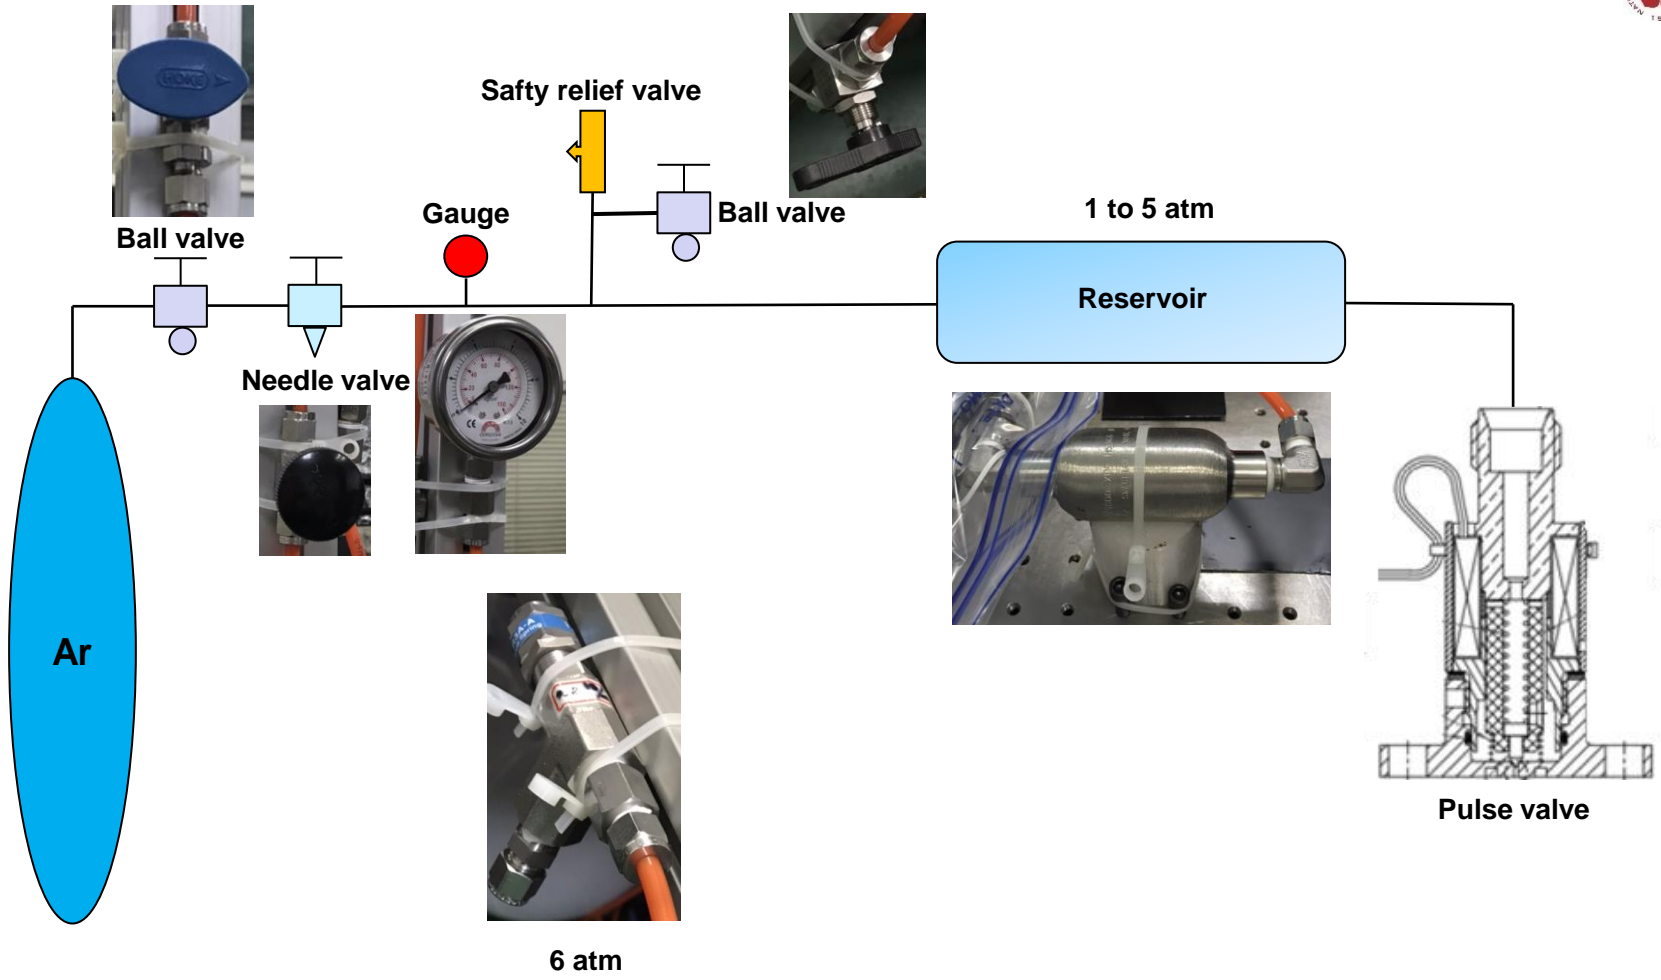 HOKE
Safty relief valve
1 to 5 atm
Gauge
Ball valve
Ball valve
Reservoir
Needle valve
Ar
Pulse valve
6 atm